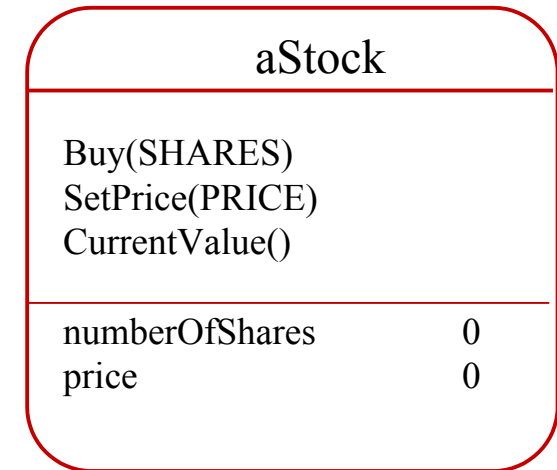 aStock
Buy(SHARES)
SetPrice(PRICE)
CurrentValue()
numberOfShares 0
price 0